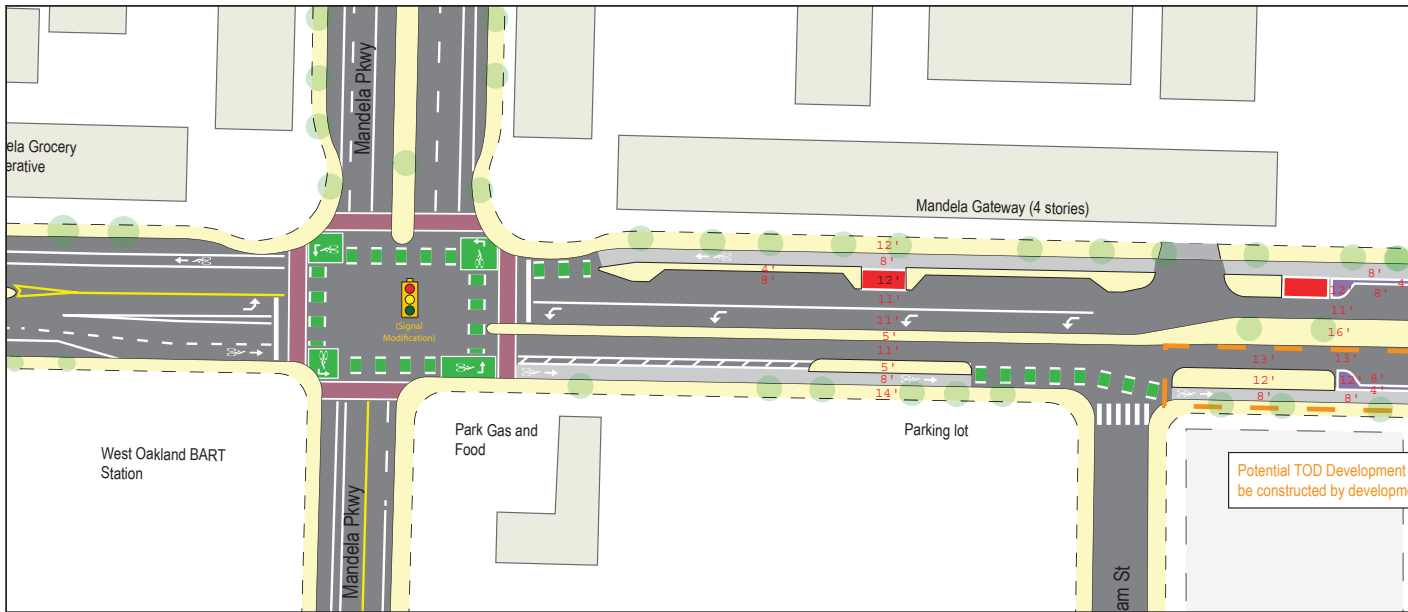 Mandela Pkwy
ela Grocery
erative
Mandela Gateway (4 stories)
12'
8'
4'
8'
12'
11'
11'
5'
11'
5'
8'
14'
8'
4
12'
8'
11'
16'
13'
13'
12'
12'
8'
4'
8'
8'
(Signal
Modification)
West Oakland BART
Station
Park Gas and
Food
Parking lot
Mandela Pkwy
am St
Potential TOD Development
be constructed by developm